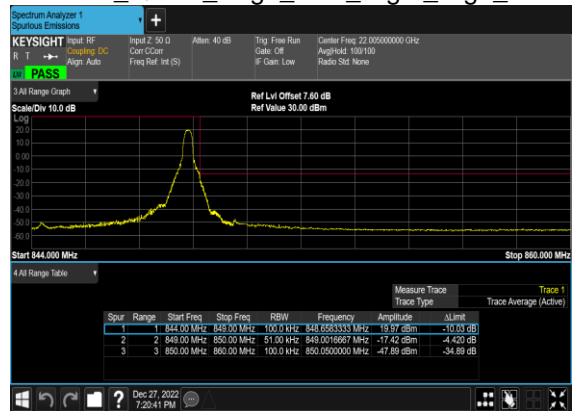 Spectrum Analyzer 1
Spurious Emissions
+
KEYSIGHT Input: RF Input Z: 50 Ω Atten: 40 dB Trig: Free Run Center Freq: 22.005000000 GHz
R T Coupling: DC Corr CCorr Gate: Off Avg|Hold: 100/100
Align: Auto Freq Ref: Int (S) IF Gain: Low Radio Std: None
PASS
3 All Range Graph
Ref Lvl Offset 7.60 dB
Scale/Div 10.0 dB Ref Value 30.00 dBm
Log
20.0
10.0
0.00
-10.0
-20.0
-30.0
-40.0
-50.0
-60.0
Start 844.000 MHz Stop 860.000 MHz
4 All Range Table
Measure Trace Trace 1
Trace Type Trace Average (Active)
Spur Range Start Freq Stop Freq RBW Frequency Amplitude ΔLimit
1 1 844.00 MHz 849.00 MHz 100.0 kHz 848.6583333 MHz 19.97 dBm -10.03 dB
2 2 849.00 MHz 850.00 MHz 51.00 kHz 849.0016667 MHz -17.42 dBm -4.420 dB
3 3 850.00 MHz 860.00 MHz 100.0 kHz 850.0500000 MHz -47.89 dBm -34.89 dB
? Dec 27, 2022
7:20:41 PM